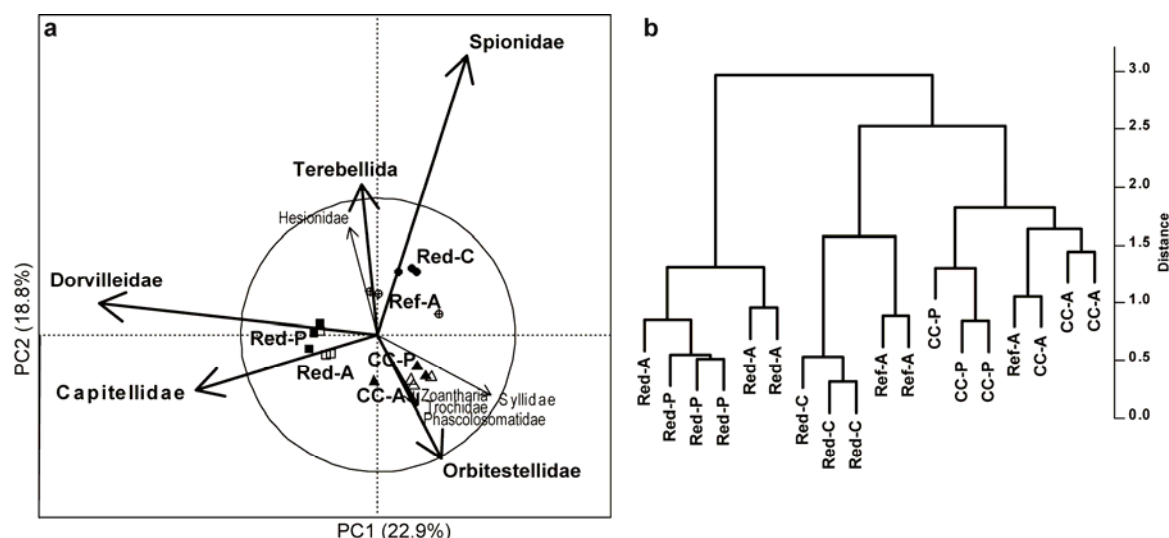 a
Spionidae
Terebellida
Hesionidae
Red-C
Dorvilleidae
Ref-A
Red-P
Red-A
CC-P
Capitellidae
CC-A
Zoantharia
Syllidae
Trochidae
Phascolosomatidae
Orbitestellidae
PC2 (18.8%)
PC1 (22.9%)
b
3.0
2.5
2.0
1.5
1.0
0.5
0.0
Distance
Red-A
Red-P
Red-P
Red-P
Red-A
Red-A
Red-C
Red-C
Red-C
Ref-A
Ref-A
CC-P
CC-P
CC-P
Ref-A
CC-A
CC-A
CC-A